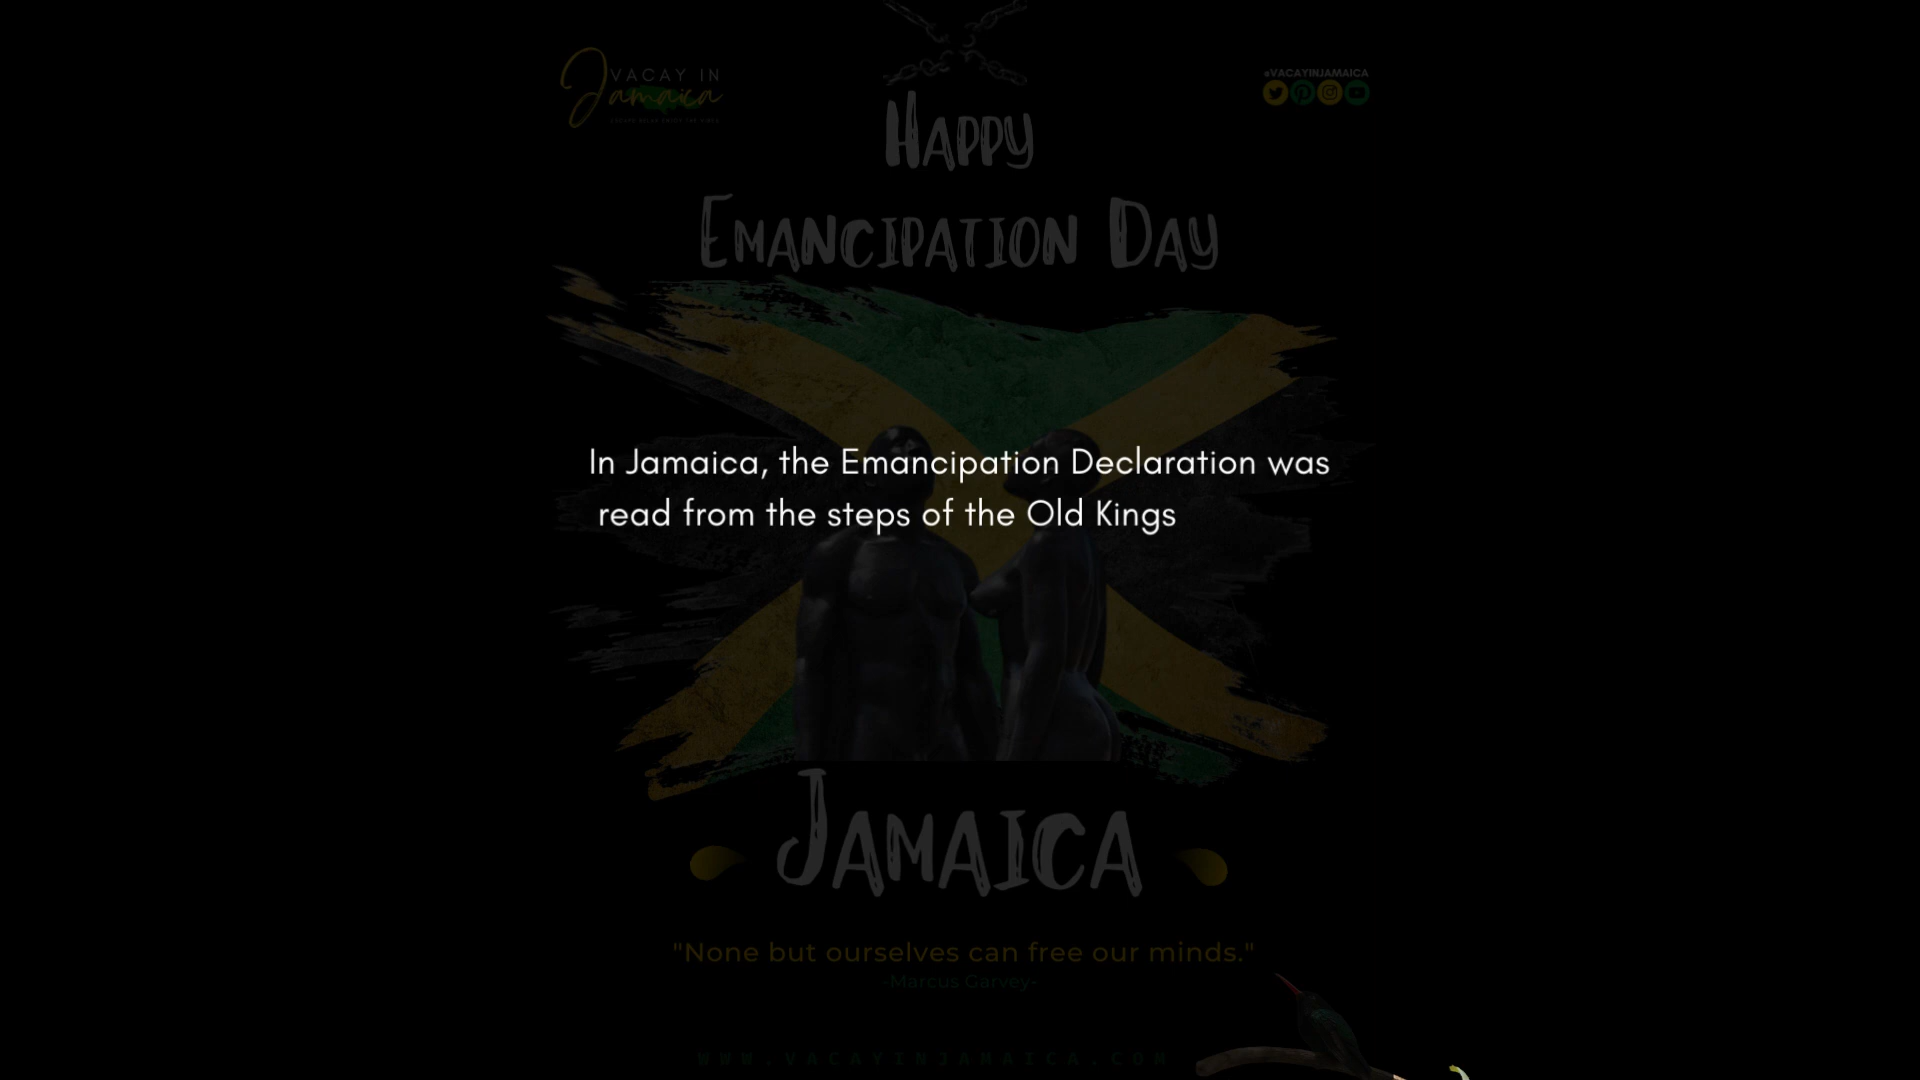 VACAY IN
Jamaica
@VACAYINJAMAICA
HAPPY
EMANCIPATION DAY
In Jamaica, the Emancipation Declaration was
read from the steps of the Old Kings
JAMAICA
"None but ourselves can free our minds."
-Marcus Garvey-
WWW.VACAYINJAMAICA.COM